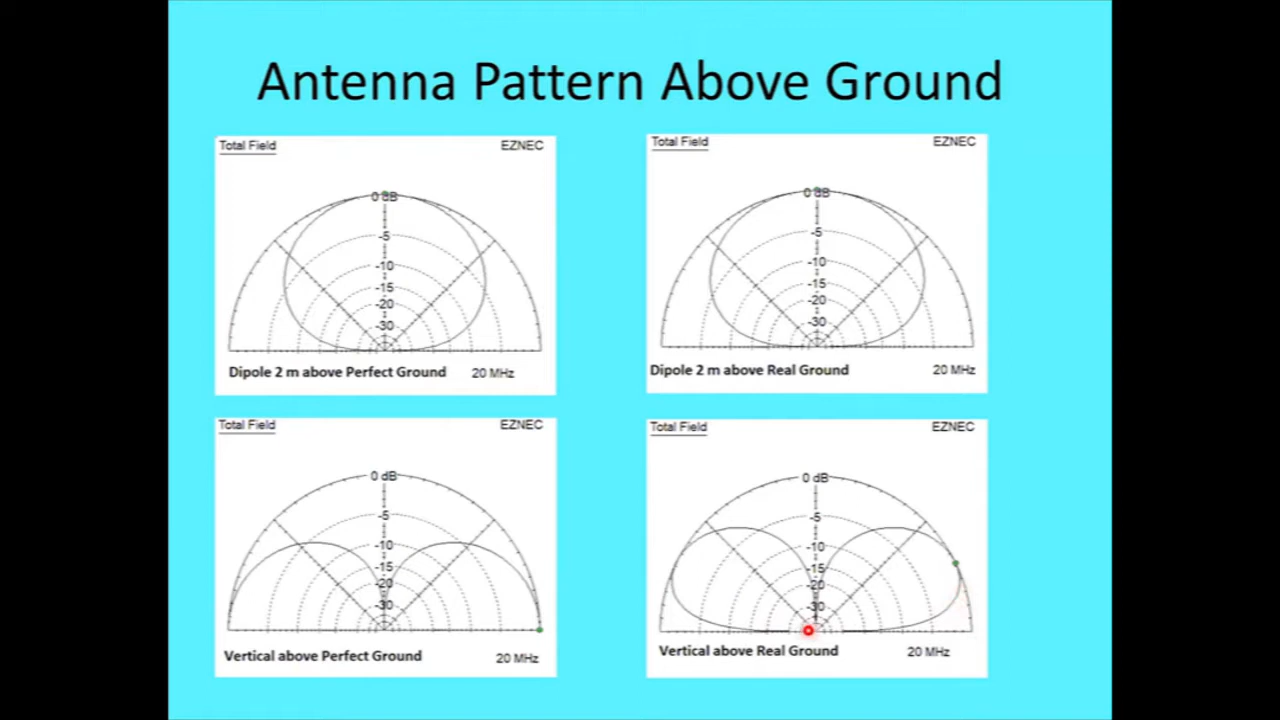 Antenna Pattern Above Ground
Total Field EZNEC
0 dB
-5
-10
-15
-20
-30
Dipole 2 m above Perfect Ground 20 MHz
Total Field EZNEC
0 dB
-5
-10
-15
-20
-30
Dipole 2 m above Real Ground 20 MHz
Total Field EZNEC
0 dB
-5
-10
-15
-20
-30
Vertical above Perfect Ground 20 MHz
Total Field EZNEC
0 dB
-5
-10
-15
-20
-30
Vertical above Real Ground 20 MHz